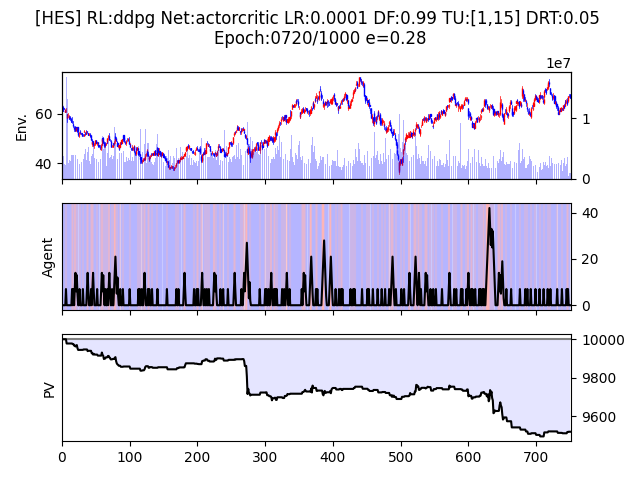 [HES] RL:ddpg Net:actorcritic LR:0.0001 DF:0.99 TU:[1,15] DRT:0.05
Epoch:0720/1000 e=0.28
1e7
Env.
60
40
1
0
Agent
40
20
0
PV
10000
9800
9600
0 100 200 300 400 500 600 700